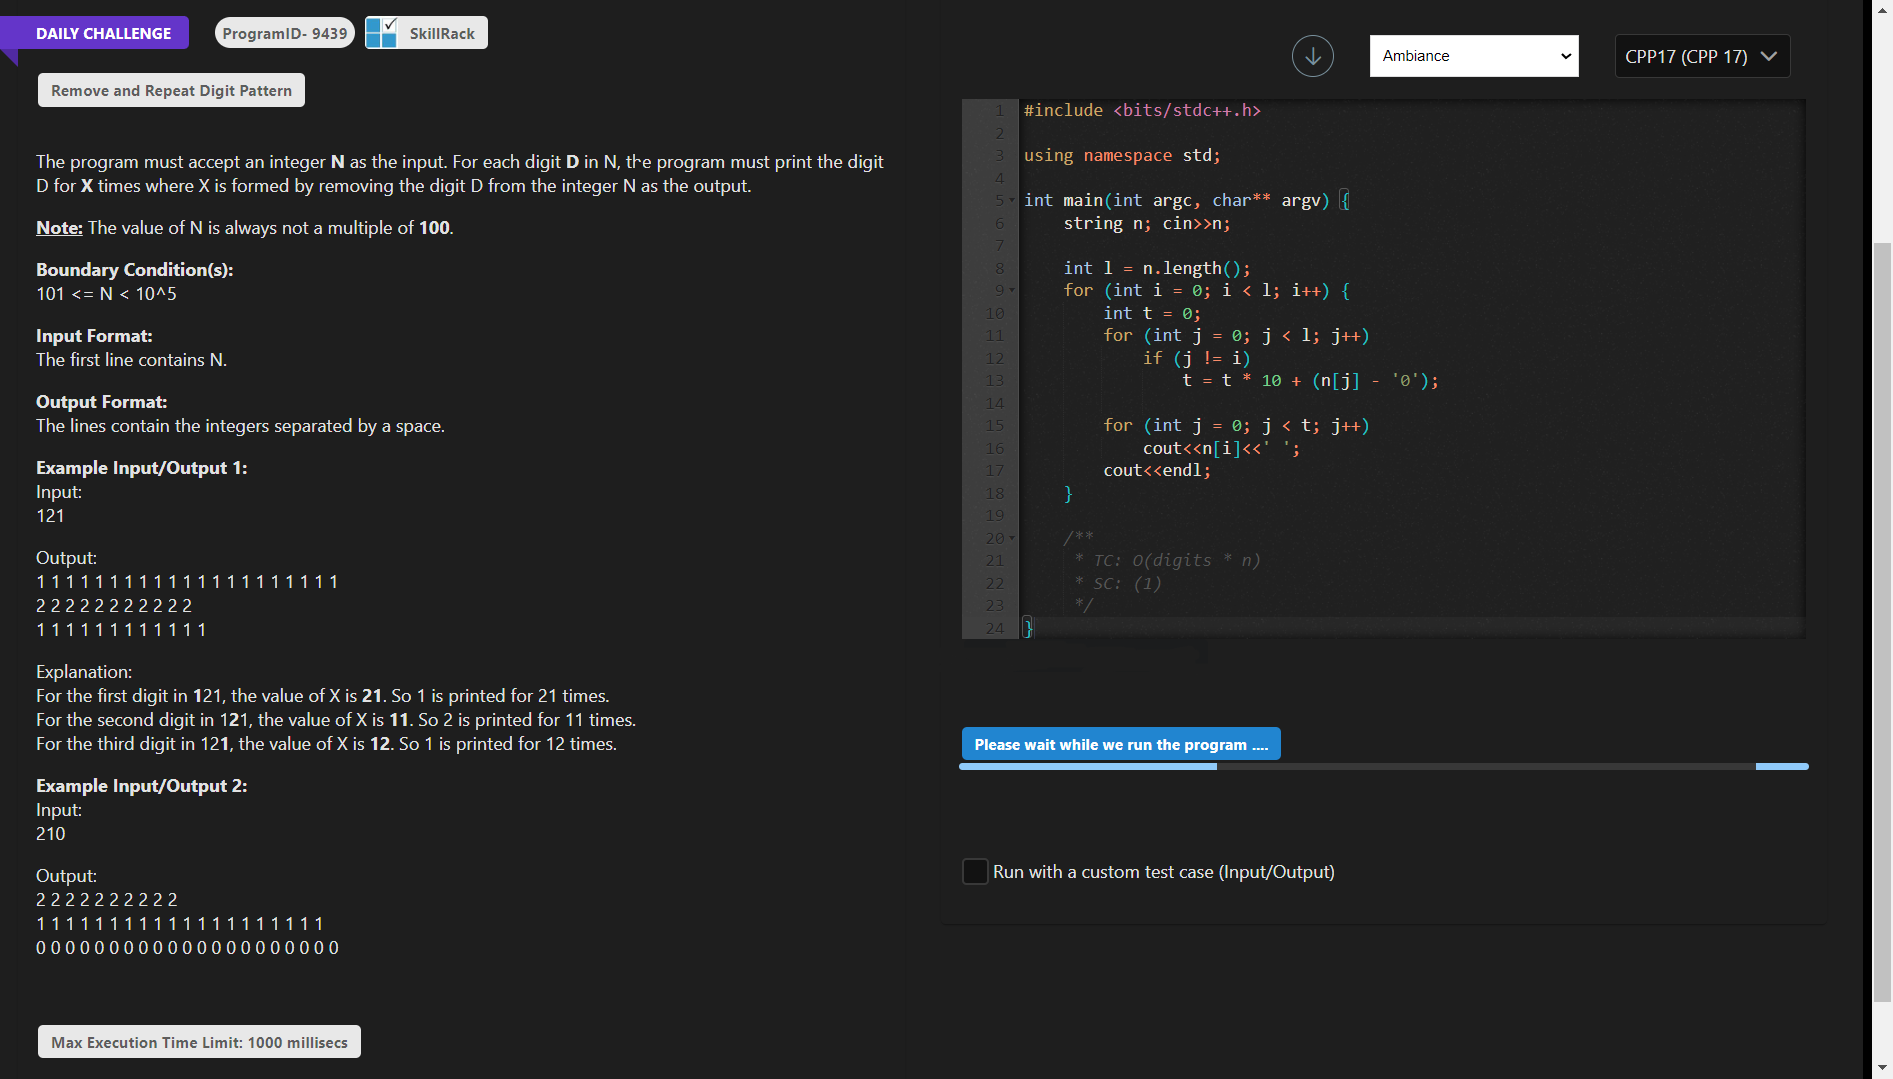 DAILY CHALLENGE
ProgramID- 9439
SkillRack
Remove and Repeat Digit Pattern
The program must accept an integer N as the input. For each digit D in N, the program must print the digit
D for X times where X is formed by removing the digit D from the integer N as the output.
Note: The value of N is always not a multiple of 100.
Boundary Condition(s):
101 <= N < 10^5
Input Format:
The first line contains N.
Output Format:
The lines contain the integers separated by a space.
Example Input/Output 1:
Input:
121
Output:
1 1 1 1 1 1 1 1 1 1 1 1 1 1 1 1 1 1 1 1 1
2 2 2 2 2 2 2 2 2 2 2
1 1 1 1 1 1 1 1 1 1 1 1
Explanation:
For the first digit in 121, the value of X is 21. So 1 is printed for 21 times.
For the second digit in 121, the value of X is 11. So 2 is printed for 11 times.
For the third digit in 121, the value of X is 12. So 1 is printed for 12 times.
Example Input/Output 2:
Input:
210
Output:
2 2 2 2 2 2 2 2 2 2
1 1 1 1 1 1 1 1 1 1 1 1 1 1 1 1 1 1 1 1
0 0 0 0 0 0 0 0 0 0 0 0 0 0 0 0 0 0 0 0 0
Max Execution Time Limit: 1000 millisecs
Ambiance
CPP17 (CPP 17)
1 #include <bits/stdc++.h>
2
3 using namespace std;
4
5 int main(int argc, char** argv) {
6 string n; cin>>n;
7
8 int l = n.length();
9 for (int i = 0; i < l; i++) {
10 int t = 0;
11 for (int j = 0; j < l; j++)
12 if (j != i)
13 t = t * 10 + (n[j] - '0');
14
15 for (int j = 0; j < t; j++)
16 cout<<n[i]<<' ';
17 cout<<endl;
18 }
19
20 /**
21 * TC: O(digits * n)
22 * SC: (1)
23 */
24 }
Please wait while we run the program ....
Run with a custom test case (Input/Output)